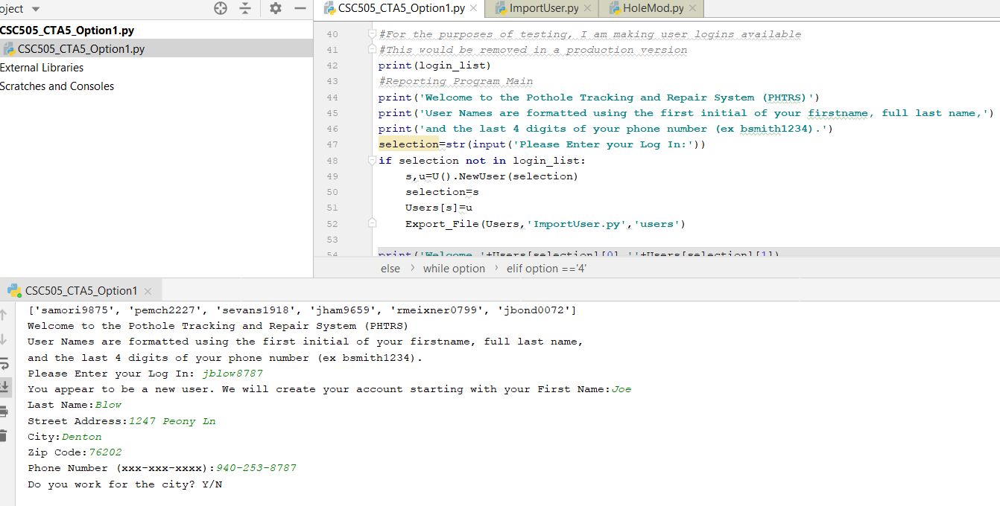 oject
CSC505_CTA5_Option1.py
CSC505_CTA5_Option1.py
External Libraries
Scratches and Consoles
CSC505_CTA5_Option1.py ImportUser.py HoleMod.py
40 #For the purposes of testing, I am making user logins available
41 #This would be removed in a production version
42 print(login_list)
43 #Reporting Program Main
44 print('Welcome to the Pothole Tracking and Repair System (PHTRS)')
45 print('User Names are formatted using the first initial of your firstname, full last name,')
46 print('and the last 4 digits of your phone number (ex bsmith1234).')
47 selection=str(input('Please Enter your Log In:'))
48 if selection not in login_list:
49 s,u=U().NewUser(selection)
50 selection=s
51 Users[s]=u
52 Export_File(Users,'ImportUser.py','users')
53
54 print('Welcome '+Users[selection][0],''+Users[selection][1])
else while option elif option =='4'
CSC505_CTA5_Option1
['samori9875', 'pemch2227', 'sevans1918', 'jham9659', 'rmeixner0799', 'jbond0072']
Welcome to the Pothole Tracking and Repair System (PHTRS)
User Names are formatted using the first initial of your firstname, full last name,
and the last 4 digits of your phone number (ex bsmith1234).
Please Enter your Log In: jblow8787
You appear to be a new user. We will create your account starting with your First Name:Joe
Last Name:Blow
Street Address:1247 Peony Ln
City:Denton
Zip Code:76202
Phone Number (xxx-xxx-xxxx):940-253-8787
Do you work for the city? Y/N